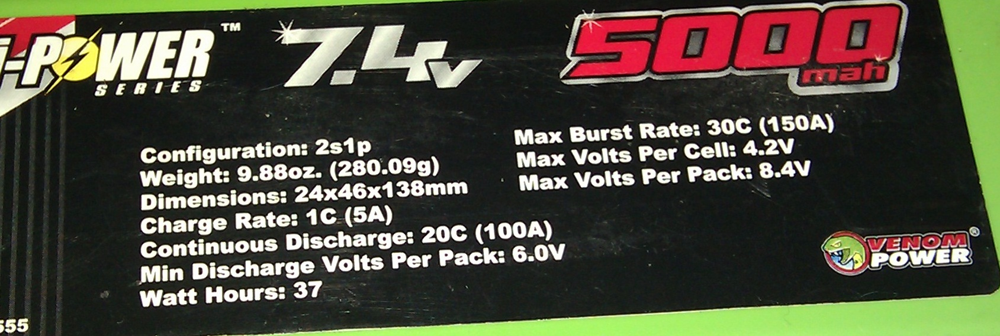 i-POWER™
SERIES
7.4v
5000
mah
Configuration: 2s1p
Weight: 9.88oz. (280.09g)
Dimensions: 24x46x138mm
Charge Rate: 1C (5A)
Continuous Discharge: 20C (100A)
Min Discharge Volts Per Pack: 6.0V
Watt Hours: 37
Max Burst Rate: 30C (150A)
Max Volts Per Cell: 4.2V
Max Volts Per Pack: 8.4V
VENOM®
POWER
555